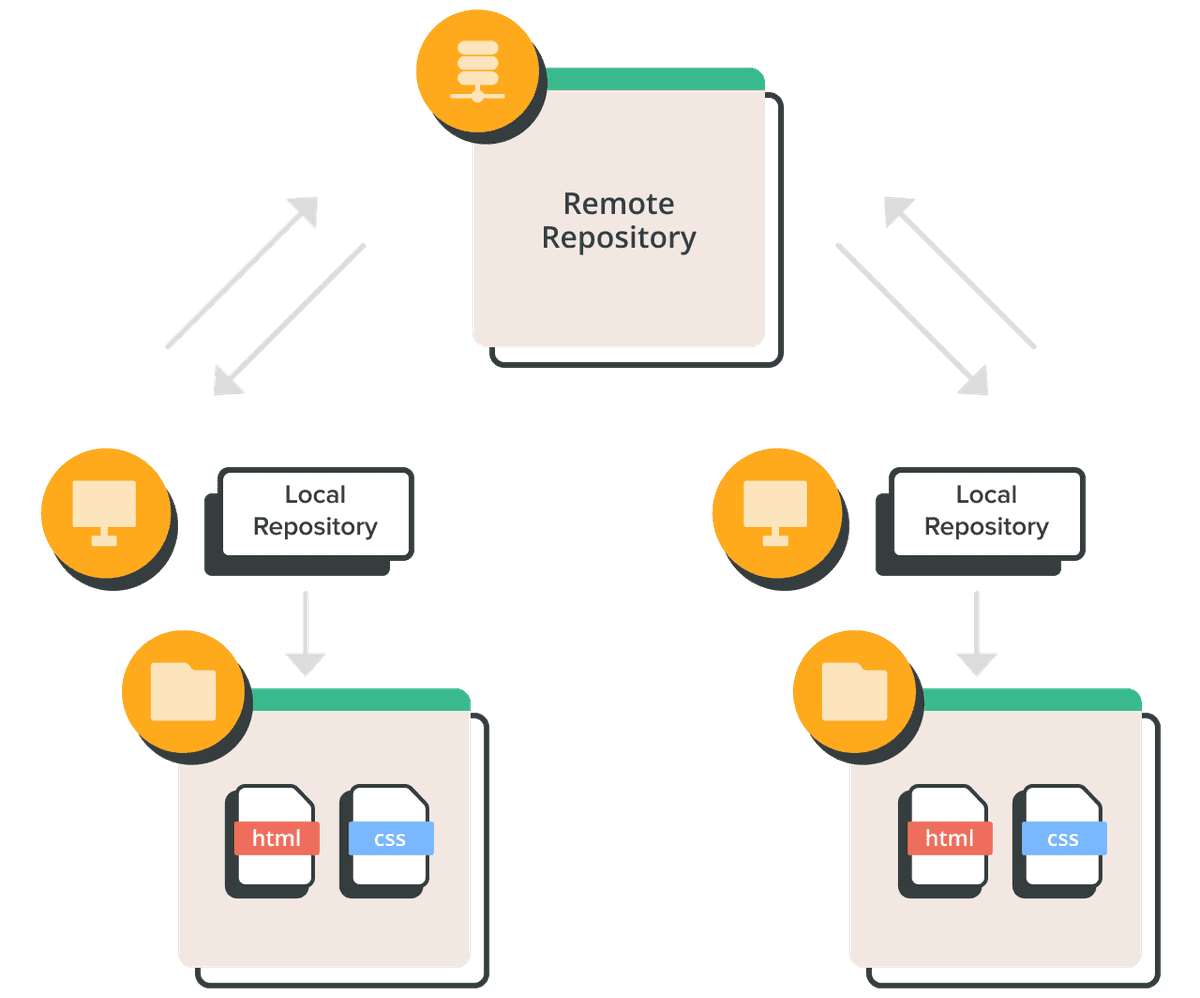 Remote
Repository
Local
Repository
Local
Repository
html
css
html
css